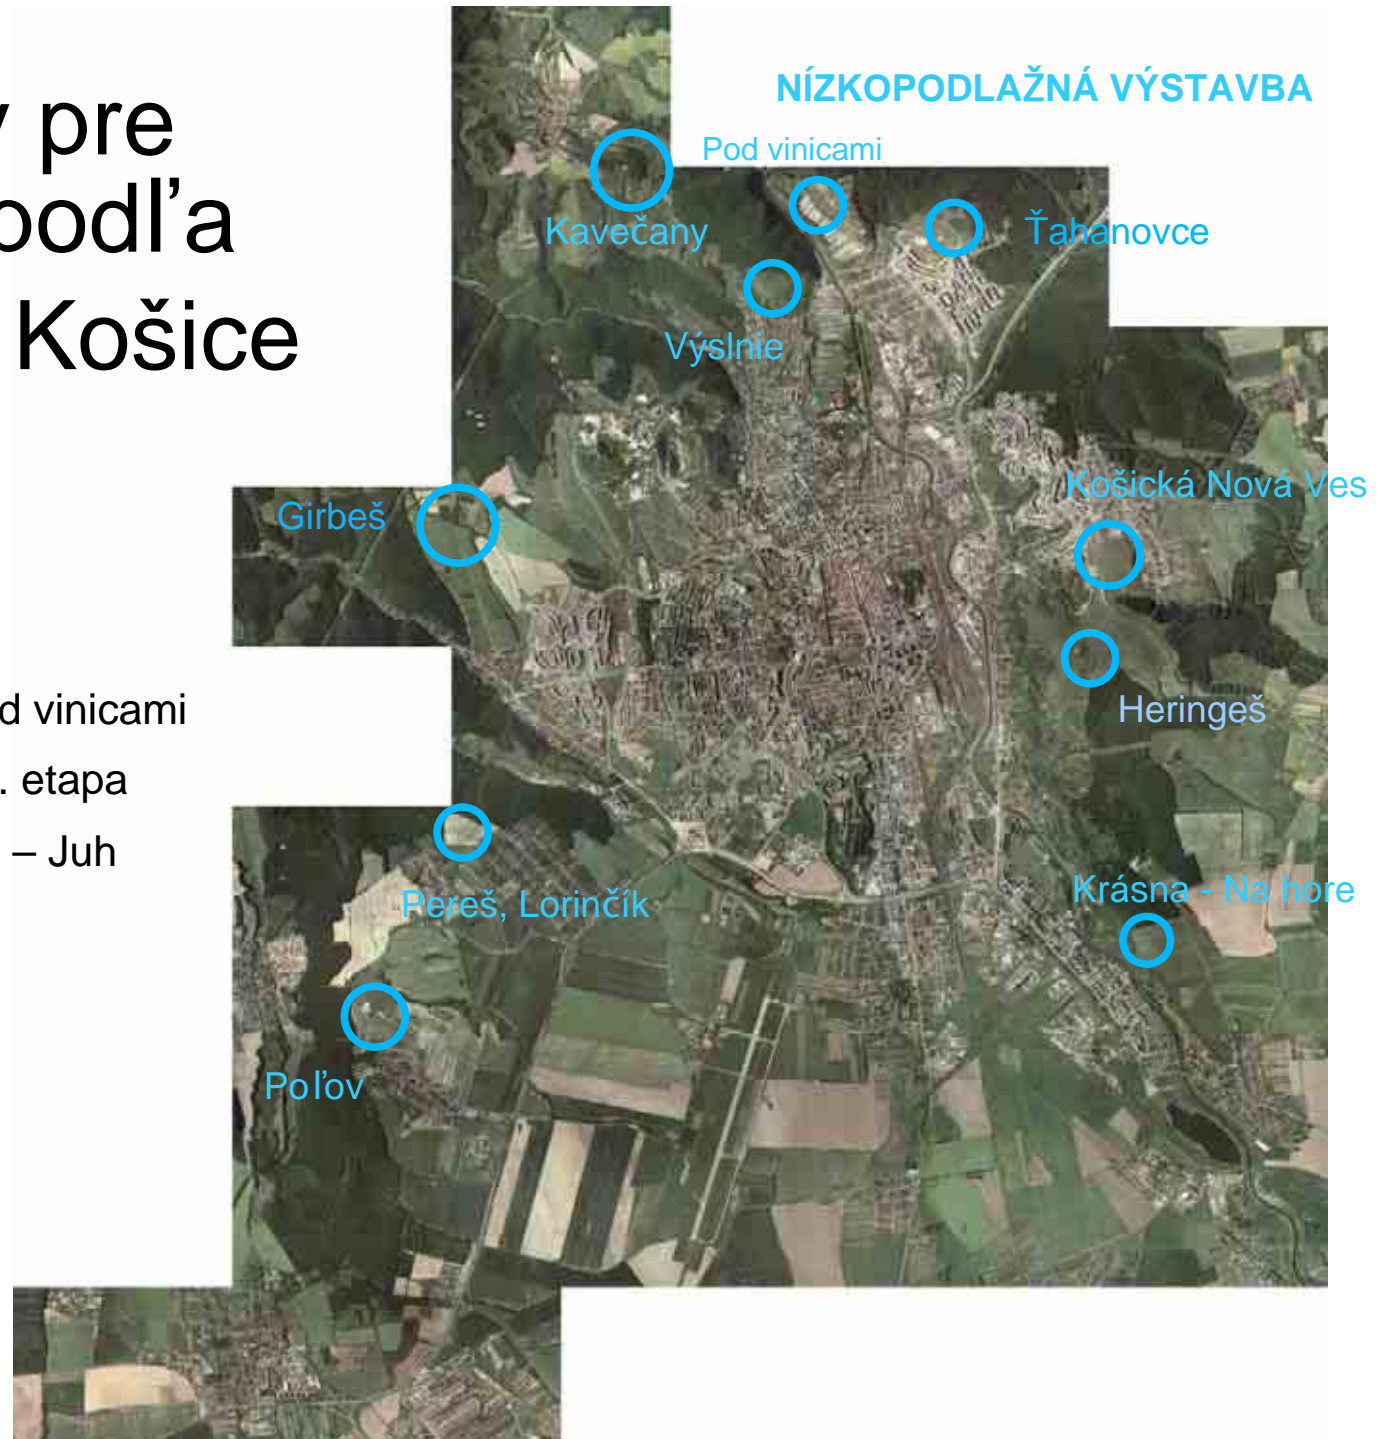 NÍZKOPODLAŽNÁ VÝSTAVBA
pre
podľa
Košice
Pod vinicami
Kavečany
Ťahanovce
Výslnie
Košická Nová Ves
Girbeš
Heringeš
d vinicami
. etapa
– Juh
Pereš, Lorinčík
Krásna - Na hore
Poľov